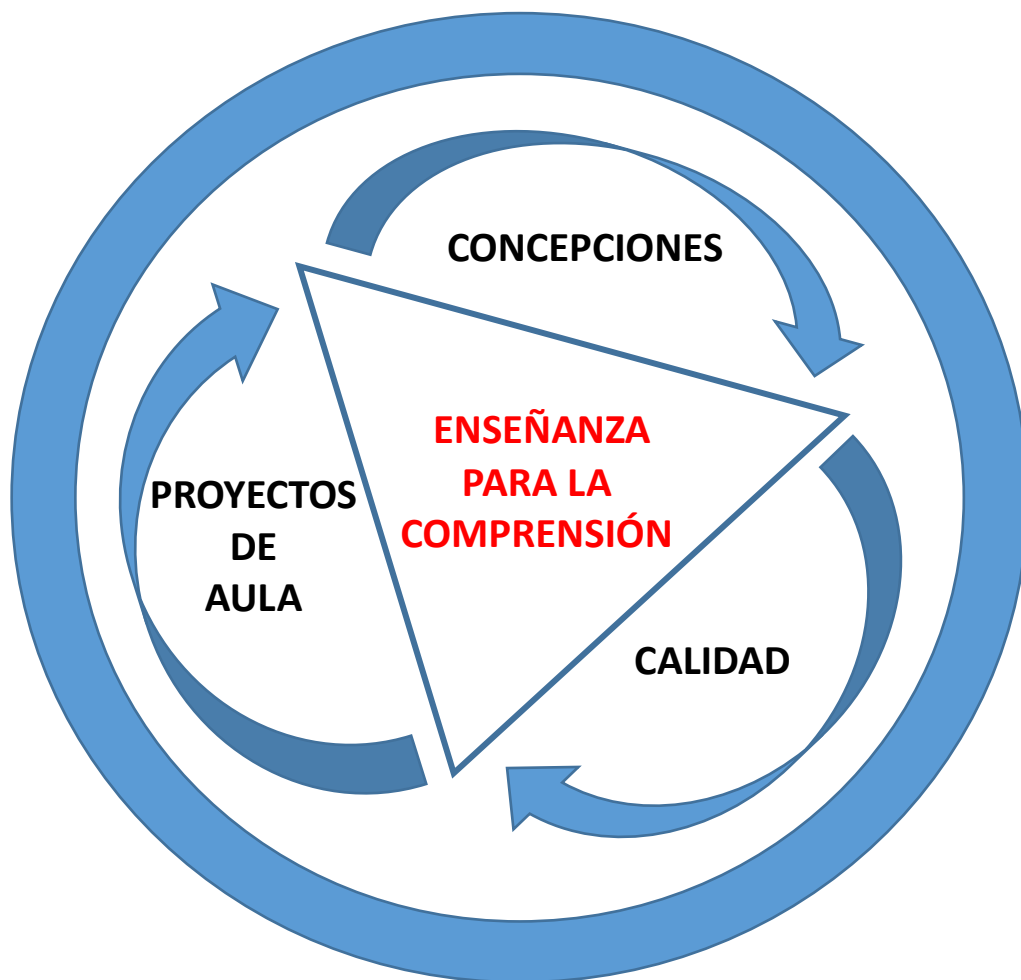 CONCEPCIONES
ENSEÑANZA
PARA LA
COMPRENSIÓN
PROYECTOS
DE
AULA
CALIDAD